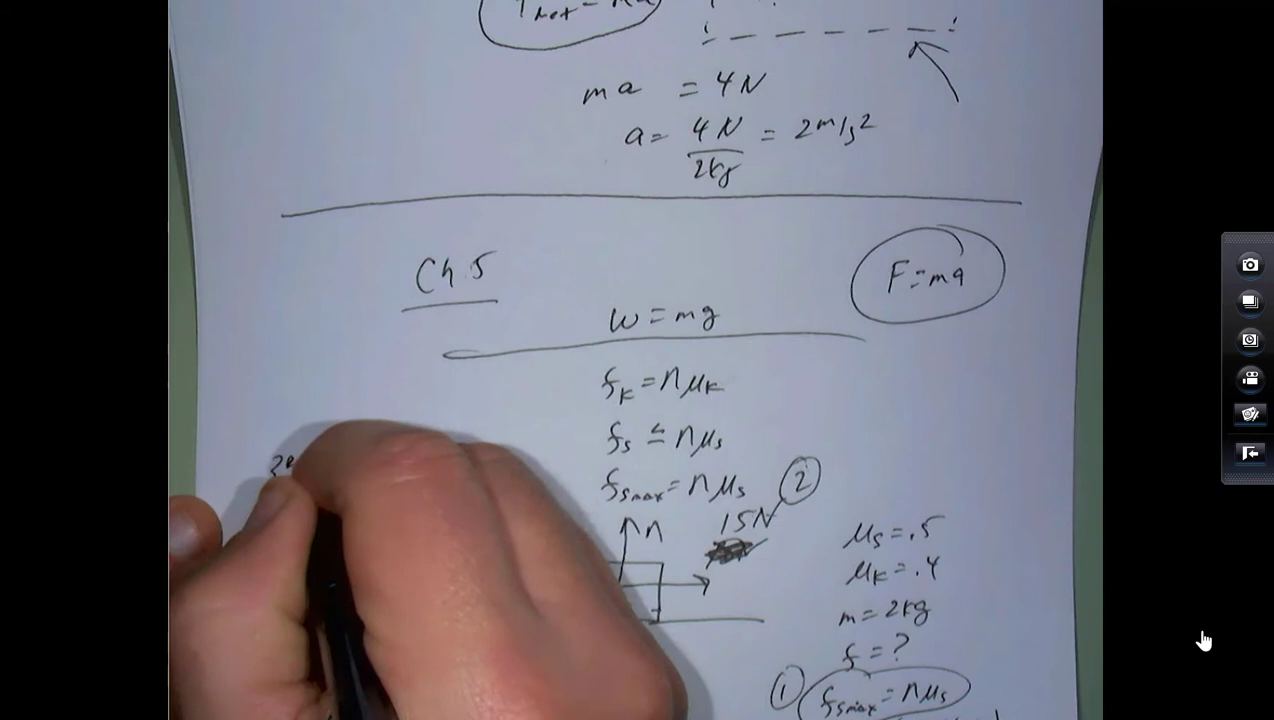 ma = 4N
a = 4N/2kg = 2m/s2
Ch 5
F=ma
W = mg
fk = nμk
fs ≤ nμs
fsmax = nμs
2
n
15N
μs = .5
μk = .4
m = 2kg
f = ?
1 fsmax = nμs